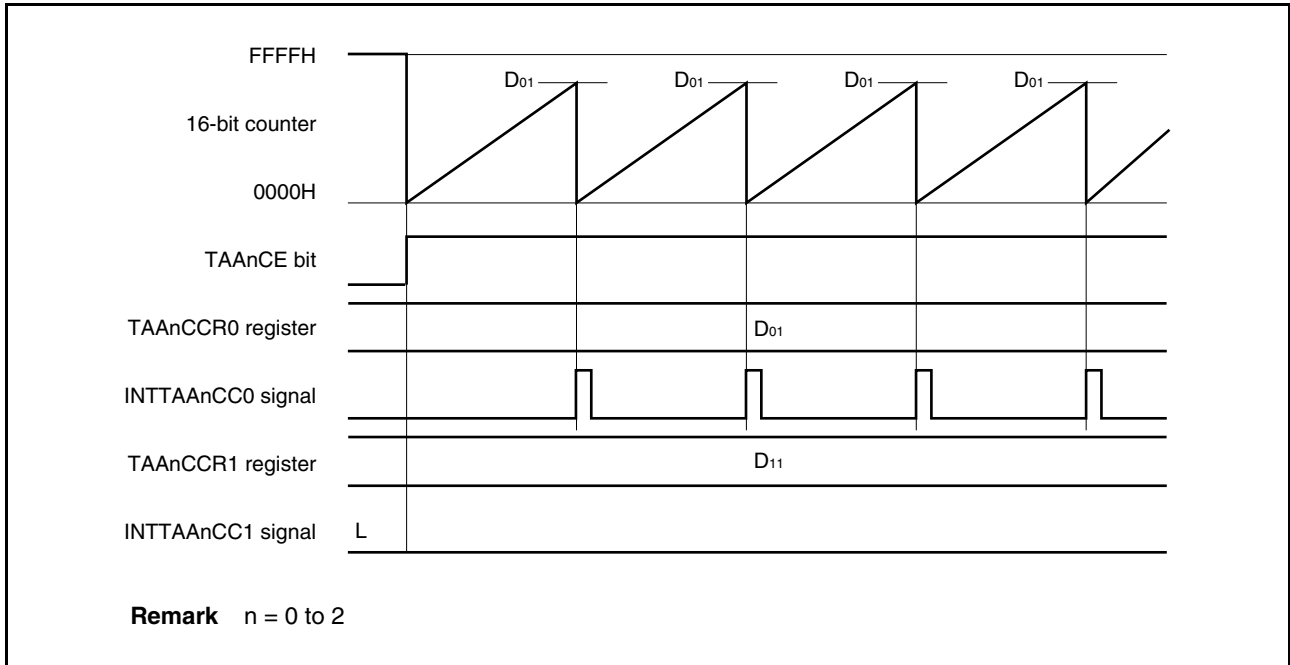 FFFFH
D01 D01 D01 D01
16-bit counter
0000H
TAAnCE bit
TAAnCCR0 register D01
INTTAAnCC0 signal
TAAnCCR1 register D11
INTTAAnCC1 signal L
Remark n = 0 to 2